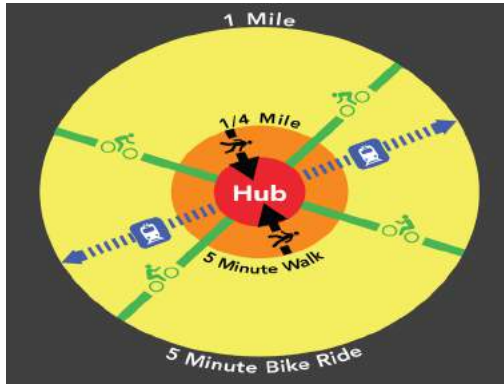 1 Mile
1/4 Mile
Hub
5 Minute Walk
5 Minute Bike Ride